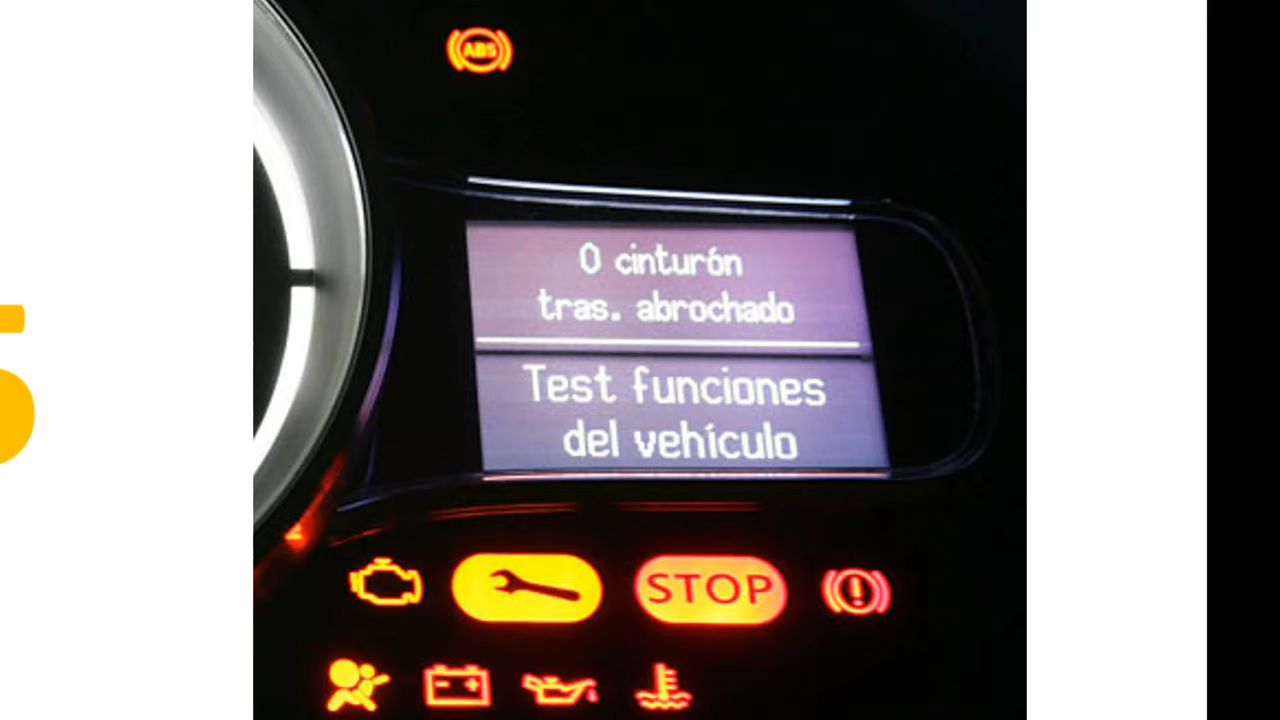 ABS
0 cinturón
tras. abrochado
Test funciones
del vehículo
STOP